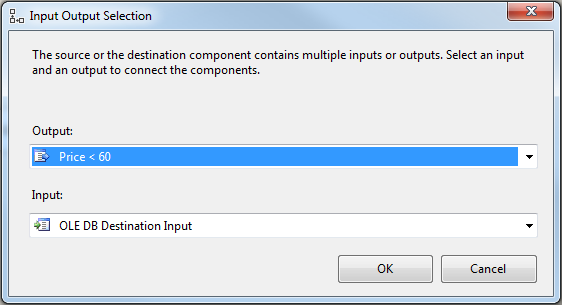 Input Output Selection
The source or the destination component contains multiple inputs or outputs. Select an input
and an output to connect the components.
Output:
Price < 60
Input:
OLE DB Destination Input
OK
Cancel